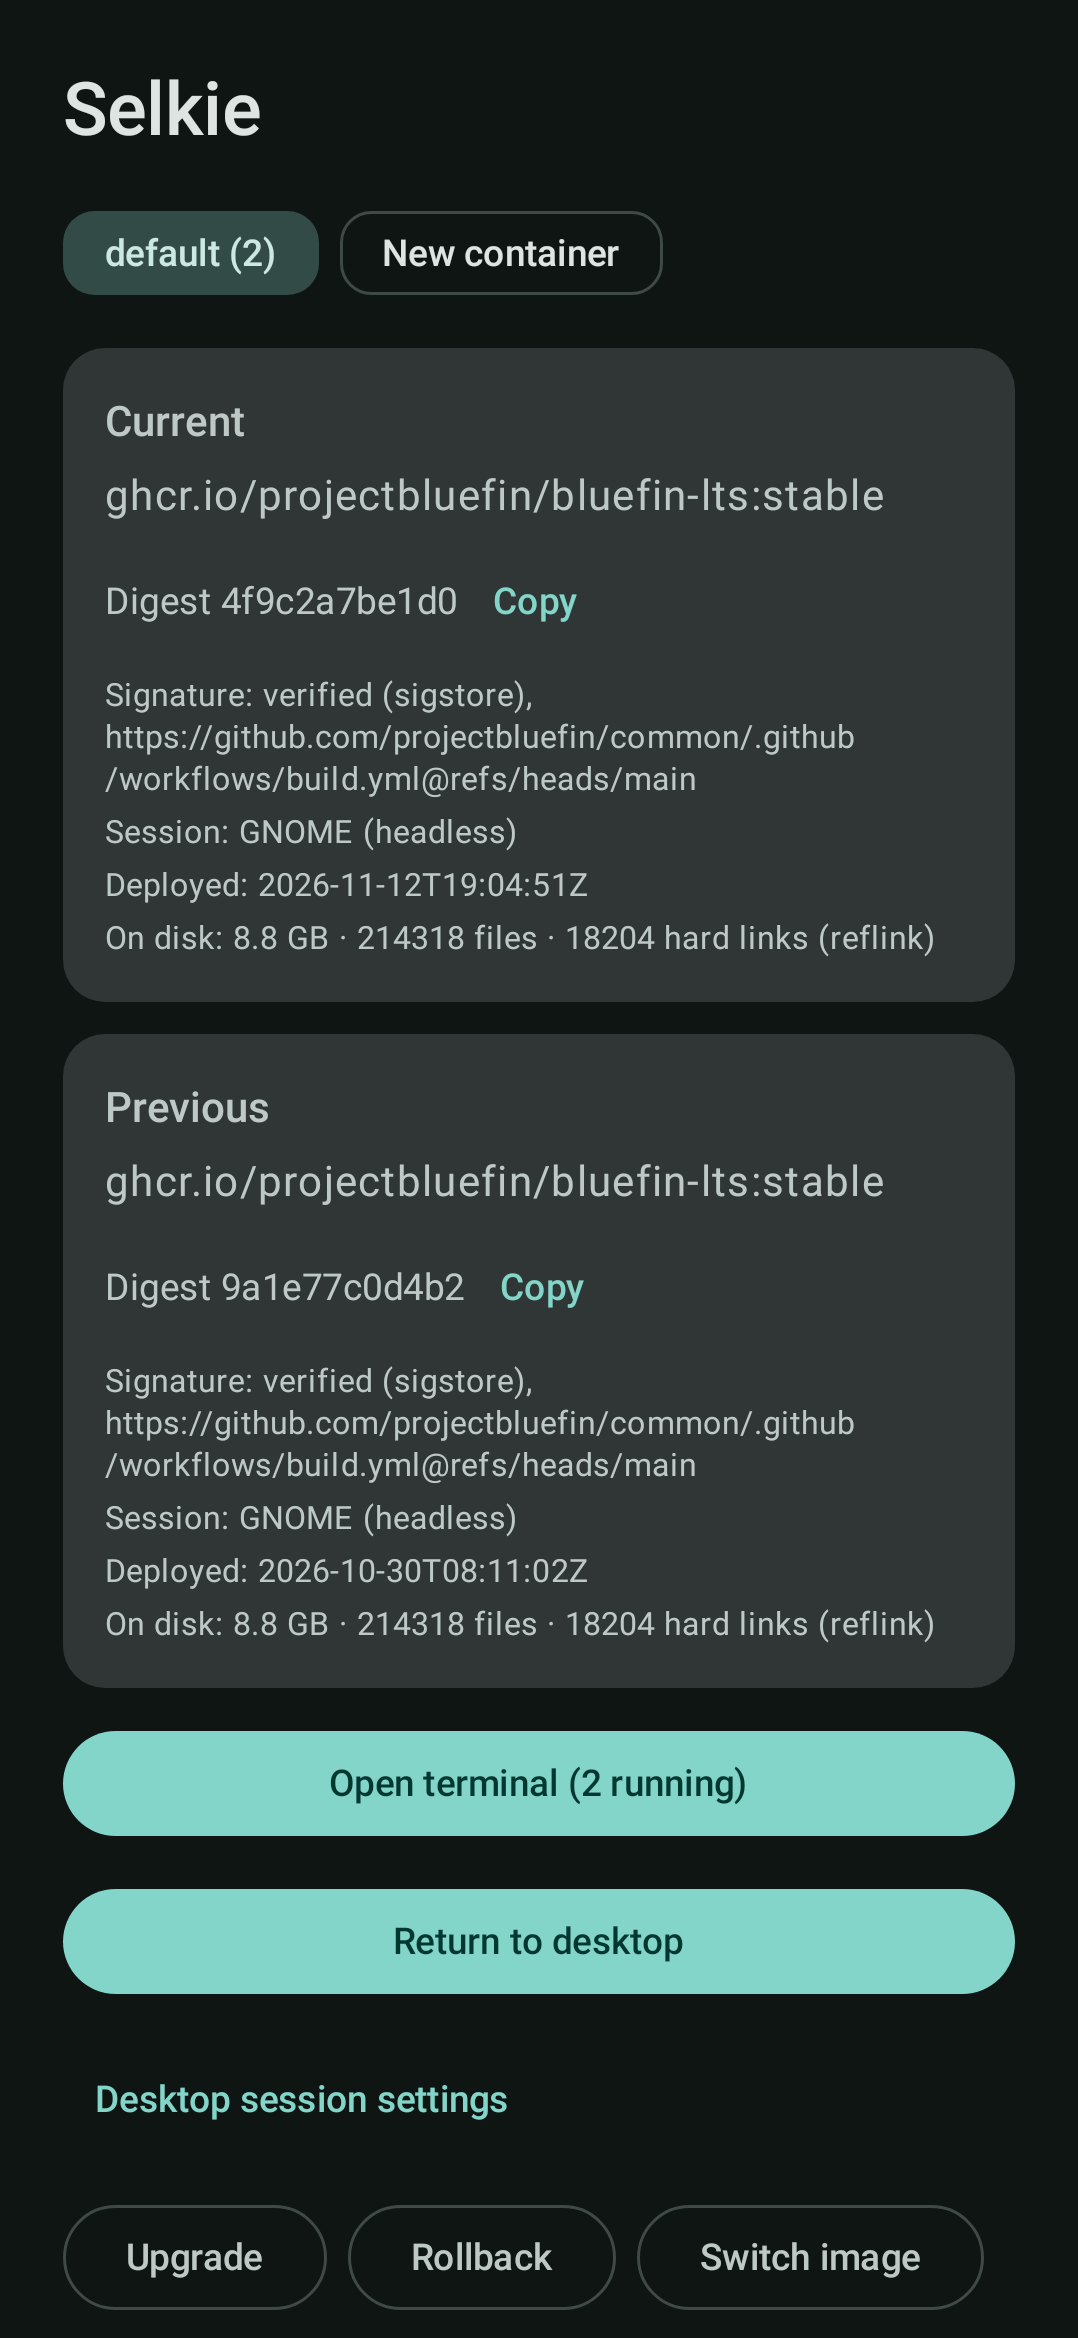 Selkie
default (2)
New container
Current
ghcr.io/projectbluefin/bluefin-lts:stable
Digest 4f9c2a7be1d0 Copy
Signature: verified (sigstore),
https://github.com/projectbluefin/common/.github
/workflows/build.yml@refs/heads/main
Session: GNOME (headless)
Deployed: 2026-11-12T19:04:51Z
On disk: 8.8 GB · 214318 files · 18204 hard links (reflink)
Previous
ghcr.io/projectbluefin/bluefin-lts:stable
Digest 9a1e77c0d4b2 Copy
Signature: verified (sigstore),
https://github.com/projectbluefin/common/.github
/workflows/build.yml@refs/heads/main
Session: GNOME (headless)
Deployed: 2026-10-30T08:11:02Z
On disk: 8.8 GB · 214318 files · 18204 hard links (reflink)
Open terminal (2 running)
Return to desktop
Desktop session settings
Upgrade
Rollback
Switch image